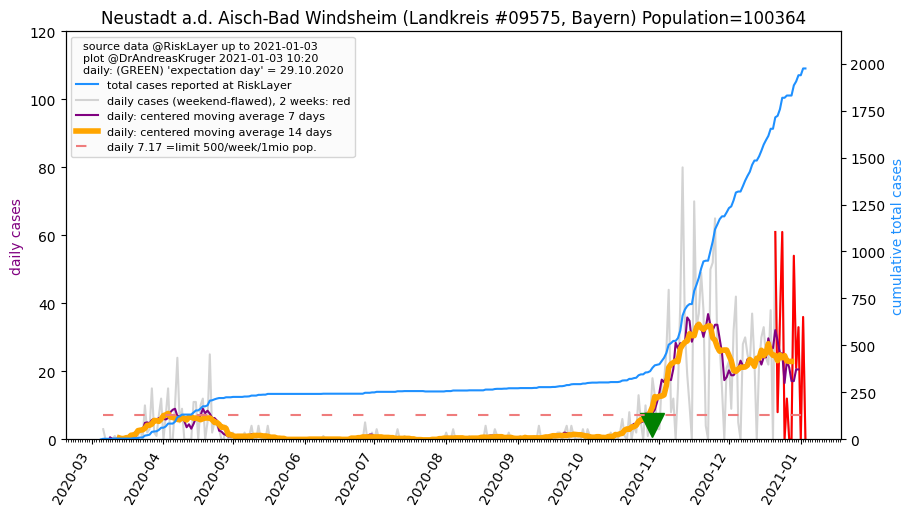 Neustadt a.d. Aisch-Bad Windsheim (Landkreis #09575, Bayern) Population=100364
source data @RiskLayer up to 2021-01-03
plot @DrAndreasKruger 2021-01-03 10:20
daily: (GREEN) 'expectation day' = 29.10.2020
total cases reported at RiskLayer
daily cases (weekend-flawed), 2 weeks: red
daily: centered moving average 7 days
daily: centered moving average 14 days
daily 7.17 =limit 500/week/1mio pop.
daily cases
120
100
80
60
40
20
0
cumulative total cases
2000
1750
1500
1250
1000
750
500
250
0
2020-03
2020-04
2020-05
2020-06
2020-07
2020-08
2020-09
2020-10
2020-11
2020-12
2021-01